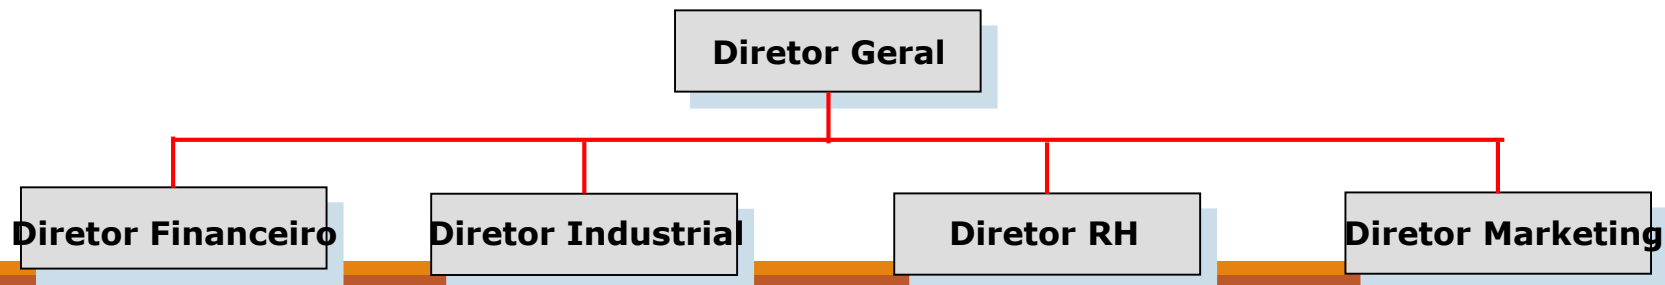 Diretor Geral
Diretor Financeiro
Diretor Industrial
Diretor RH
Diretor Marketing